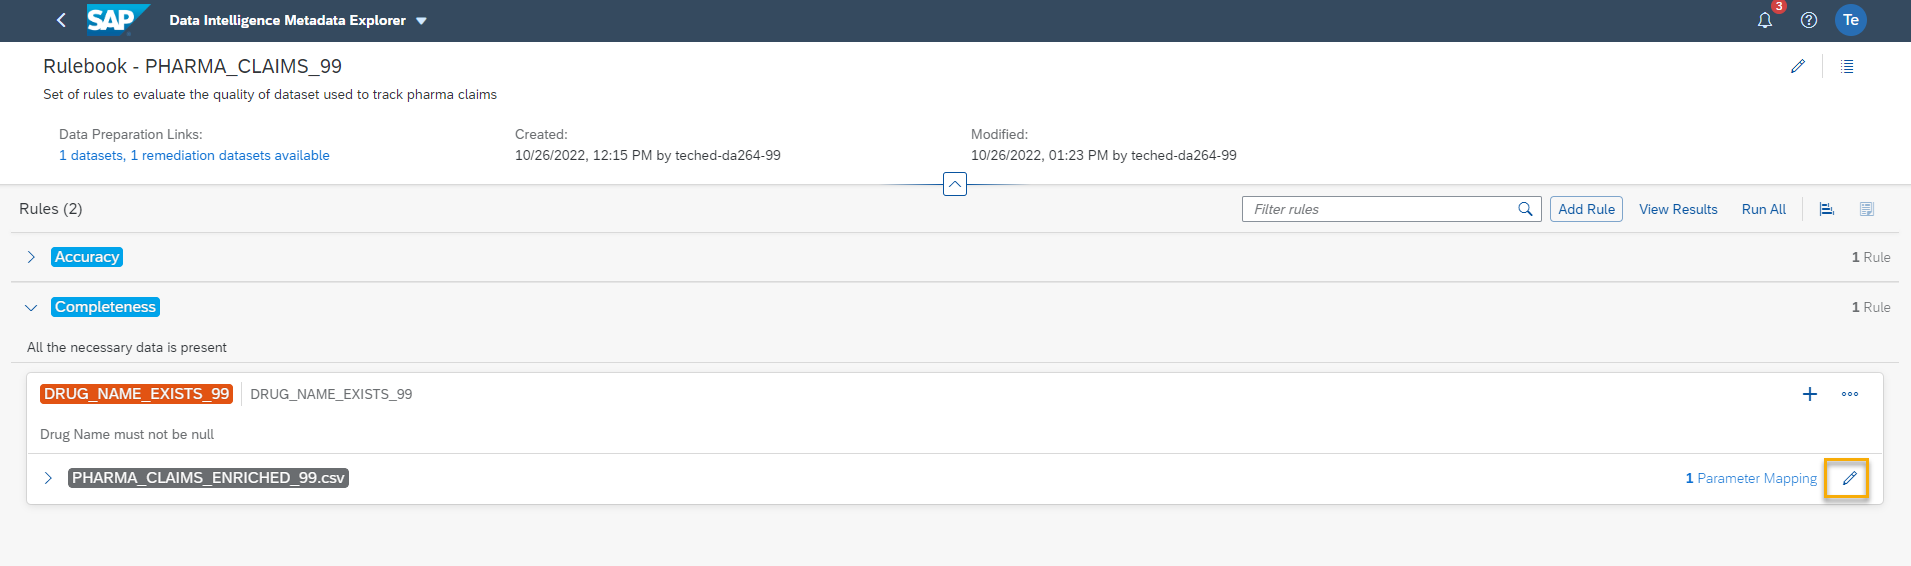 SAP Data Intelligence Metadata Explorer 3 Te
Rulebook - PHARMA_CLAIMS_99
Set of rules to evaluate the quality of dataset used to track pharma claims
Data Preparation Links: Created: Modified:
1 datasets, 1 remediation datasets available 10/26/2022, 12:15 PM by teched-da264-99 10/26/2022, 01:23 PM by teched-da264-99
Rules (2) Filter rules Add Rule View Results Run All
Accuracy 1 Rule
Completeness 1 Rule
All the necessary data is present
DRUG_NAME_EXISTS_99 DRUG_NAME_EXISTS_99
Drug Name must not be null
PHARMA_CLAIMS_ENRICHED_99.csv 1 Parameter Mapping